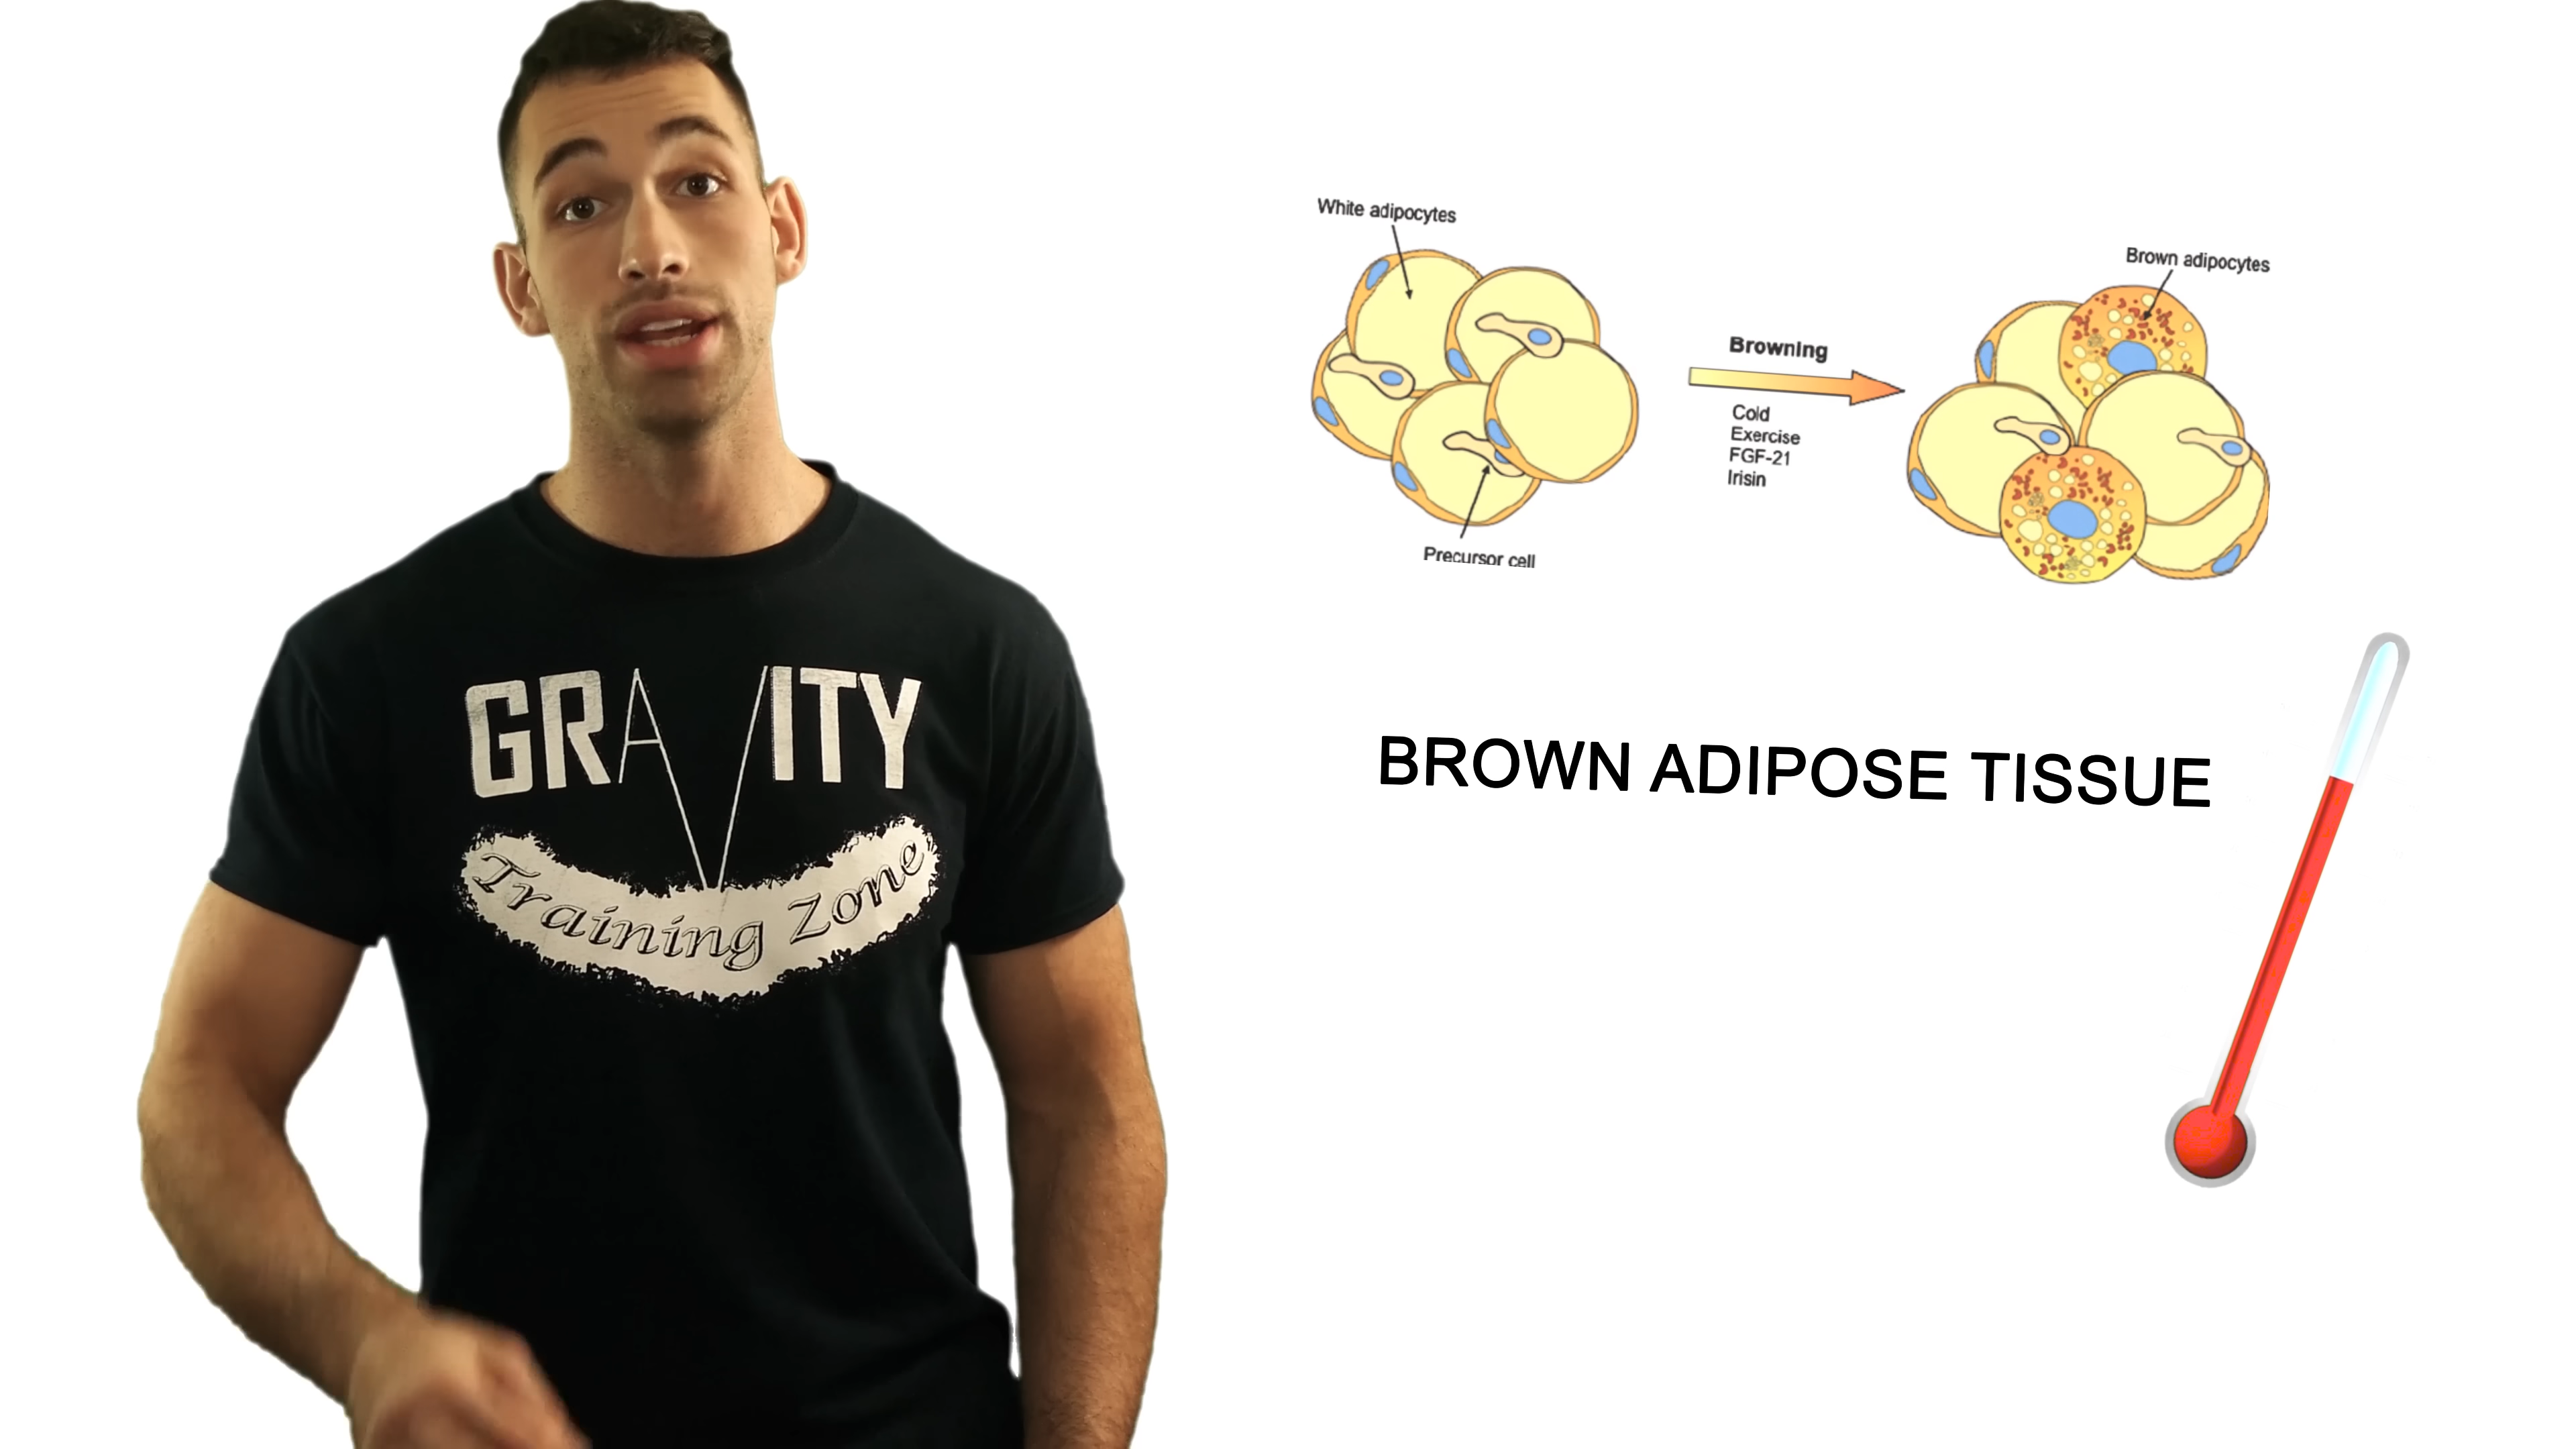 GRAVITY
Training Zone
White adipocytes
Precursor cell
Browning
Cold
Exercise
FGF-21
Irisin
Brown adipocytes
BROWN ADIPOSE TISSUE